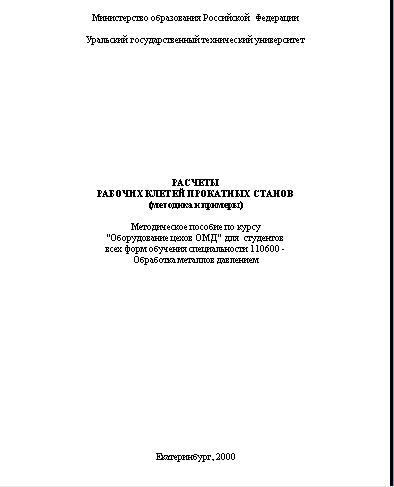 Министерство образования Российской Федерации
Уральский государственный технический университет
РАСЧЕТЫ
РАБОЧИХ КЛЕТЕЙ ПРОКАТНЫХ СТАНОВ
(методика и примеры)
Методическое пособие по курсу
"Оборудование цехов ОМД" для студентов
всех форм обучения специальности 110600 -
Обработка металлов давлением
Екатеринбург, 2000